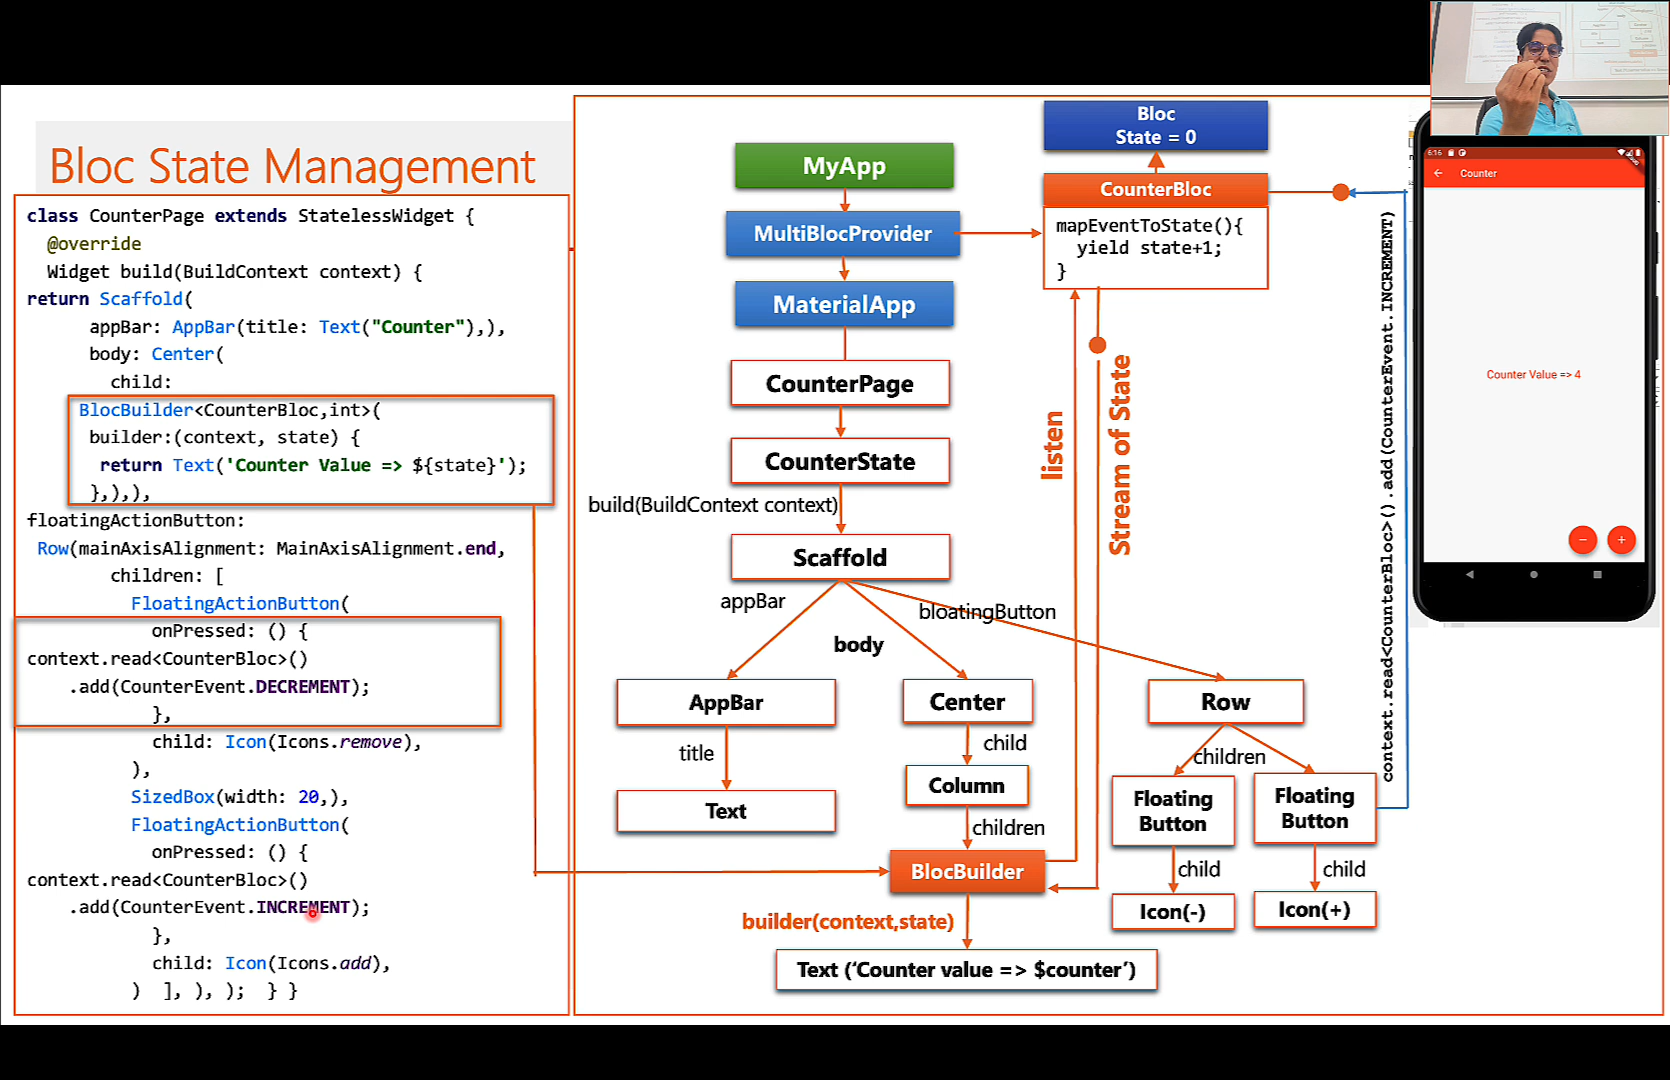 Bloc State Management
class CounterPage extends StatelessWidget {
@override
Widget build(BuildContext context) {
return Scaffold(
appBar: AppBar(title: Text("Counter"),),
body: Center(
child:
BlocBuilder<CounterBloc,int>(
builder:(context, state) {
return Text('Counter Value => ${state}');
},),),
floatingActionButton:
Row(mainAxisAlignment: MainAxisAlignment.end,
children: [
FloatingActionButton(
onPressed: () {
context.read<CounterBloc>()
.add(CounterEvent.DECREMENT);
},
child: Icon(Icons.remove),
),
SizedBox(width: 20,),
FloatingActionButton(
onPressed: () {
context.read<CounterBloc>()
.add(CounterEvent.INCREMENT);
},
child: Icon(Icons.add),
) ], ), ); } }
MyApp
MultiBlocProvider
MaterialApp
CounterPage
CounterState
build(BuildContext context)
Scaffold
appBar
body
bloatingButton
AppBar
title
Text
Center
child
Column
children
BlocBuilder
builder(context,state)
Text (‘Counter value => $counter’)
Row
children
Floating
Button
child
Icon(-)
Floating
Button
child
Icon(+)
Bloc
State = 0
CounterBloc
mapEventToState(){
yield state+1;
}
listen
Stream of State
context.read<CounterBloc>().add(CounterEvent.INCREMENT)
6:16
Counter
Counter Value => 4
−
+